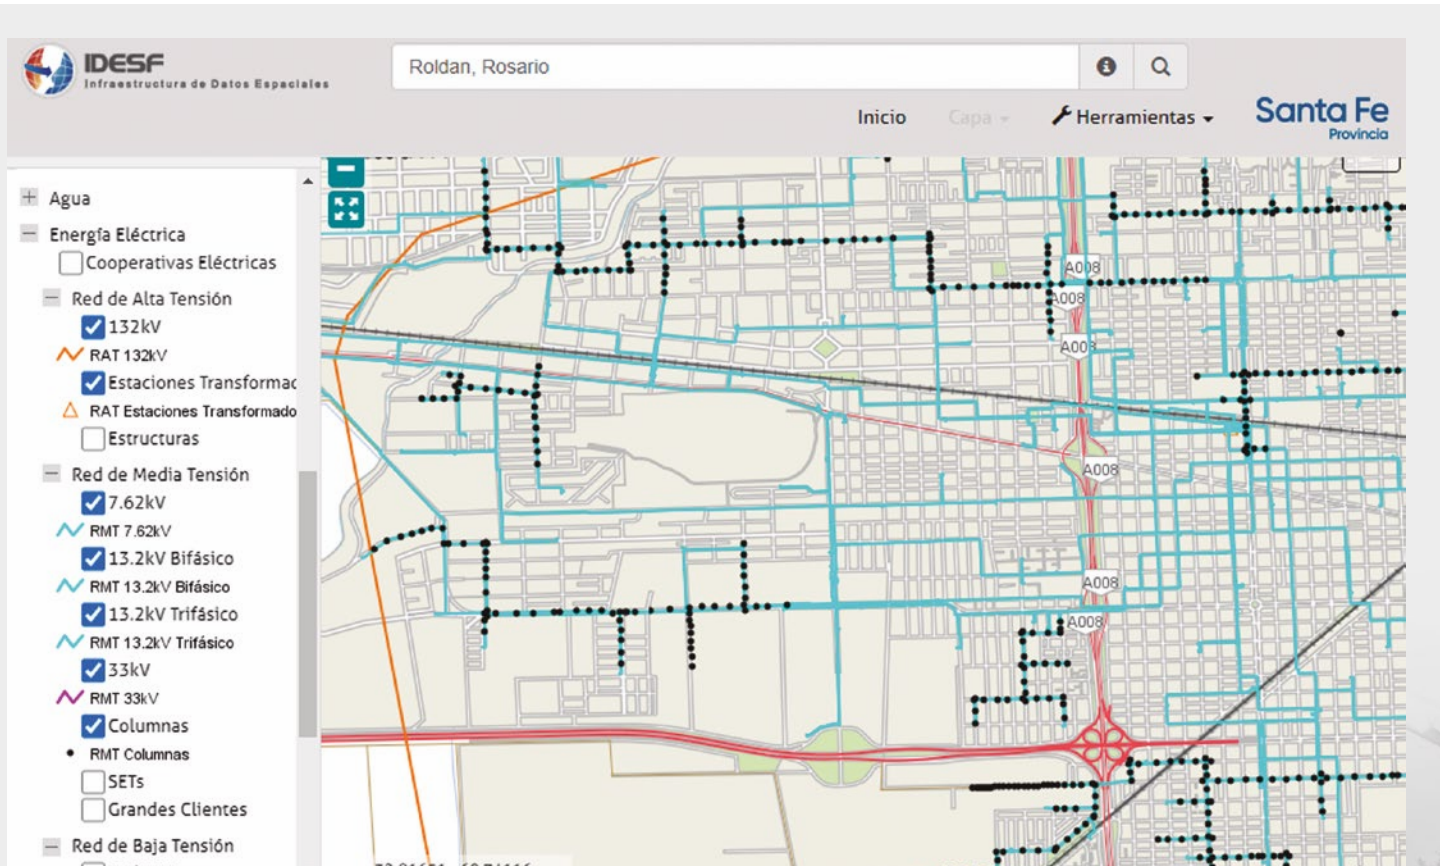 IDESF
Infraestructura de Datos Espaciales
Roldan, Rosario
Inicio
Capa
Herramientas
Santa Fe
Provincia
Agua
Energía Eléctrica
Cooperativas Eléctricas
Red de Alta Tensión
132kV
RAT 132kV
Estaciones Transformac
RAT Estaciones Transformado
Estructuras
Red de Media Tensión
7.62kV
RMT 7.62kV
13.2kV Bifásico
RMT 13.2kV Bifásico
13.2kV Trifásico
RMT 13.2kV Trifásico
33kV
RMT 33kV
Columnas
RMT Columnas
SETs
Grandes Clientes
Red de Baja Tensión
A008
A008
A008
A008
A008
A008